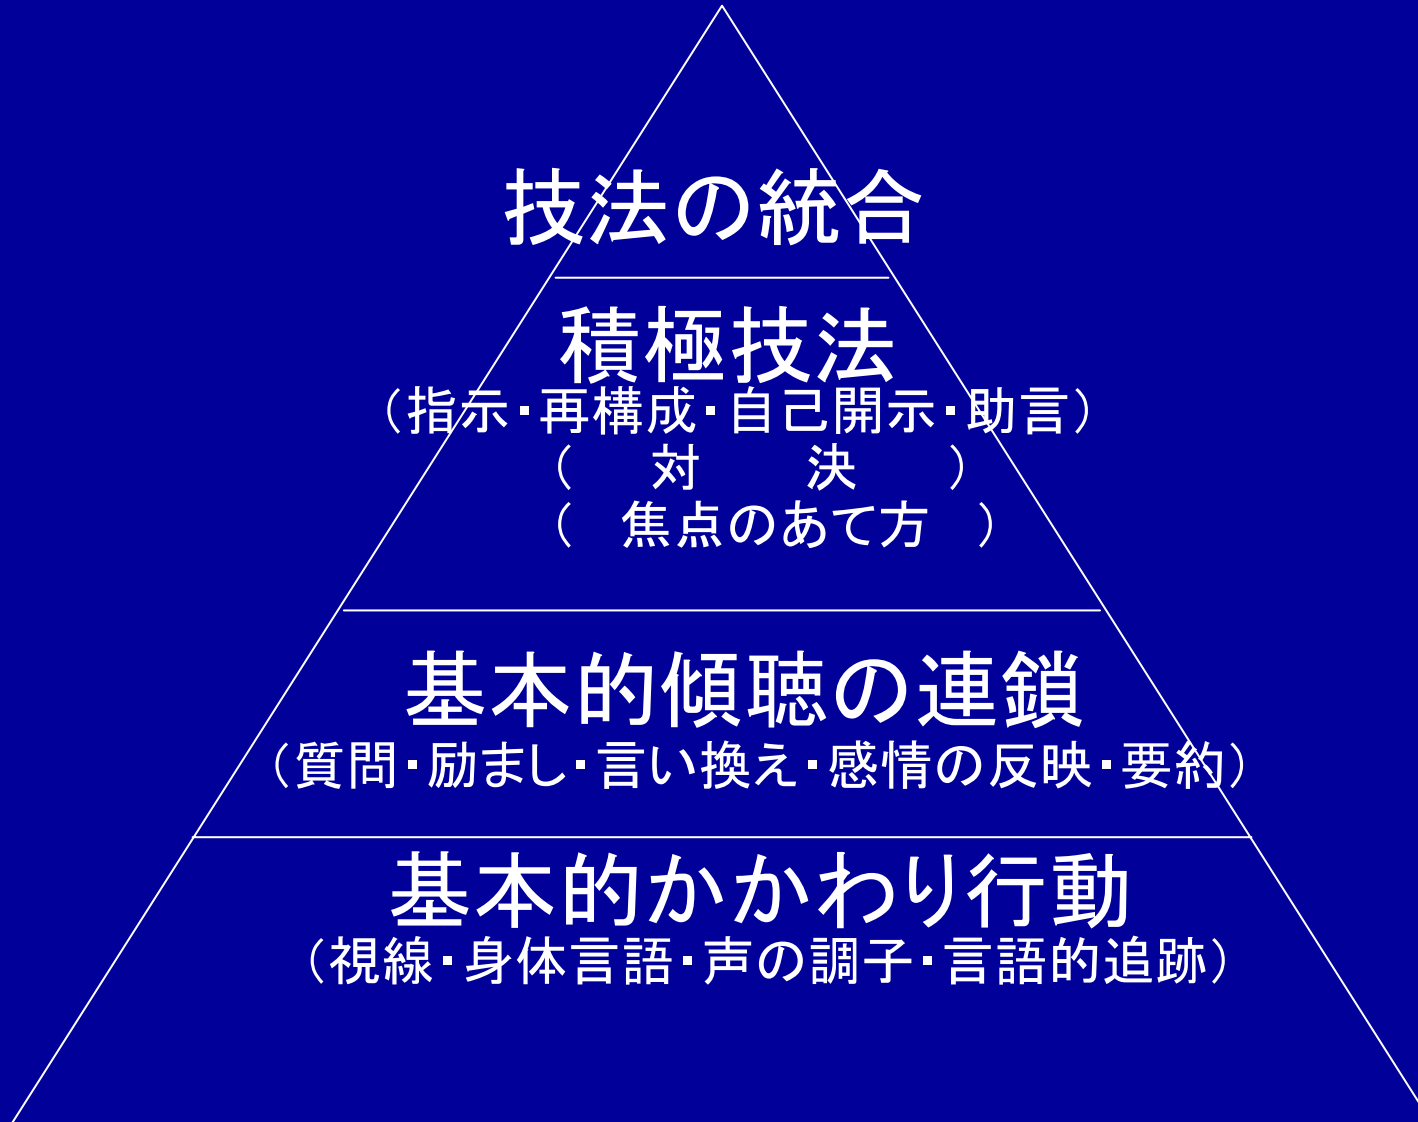 技法の統合
積極技法
（指示・再構成・自己開示・助言）
（　対　　決　　）
（　焦点のあて方　）
基本的傾聴の連鎖
（質問・励まし・言い換え・感情の反映・要約）
基本的かかわり行動
（視線・身体言語・声の調子・言語的追跡）